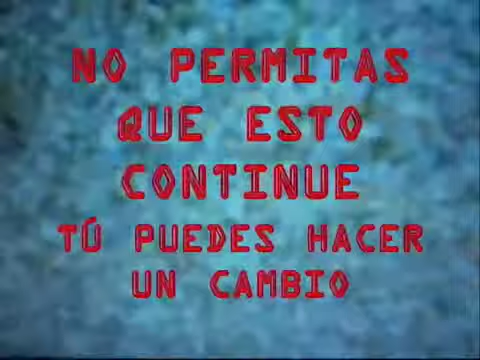 NO PERMITAS
QUE ESTO
CONTINUE
TÚ PUEDES HACER
UN CAMBIO